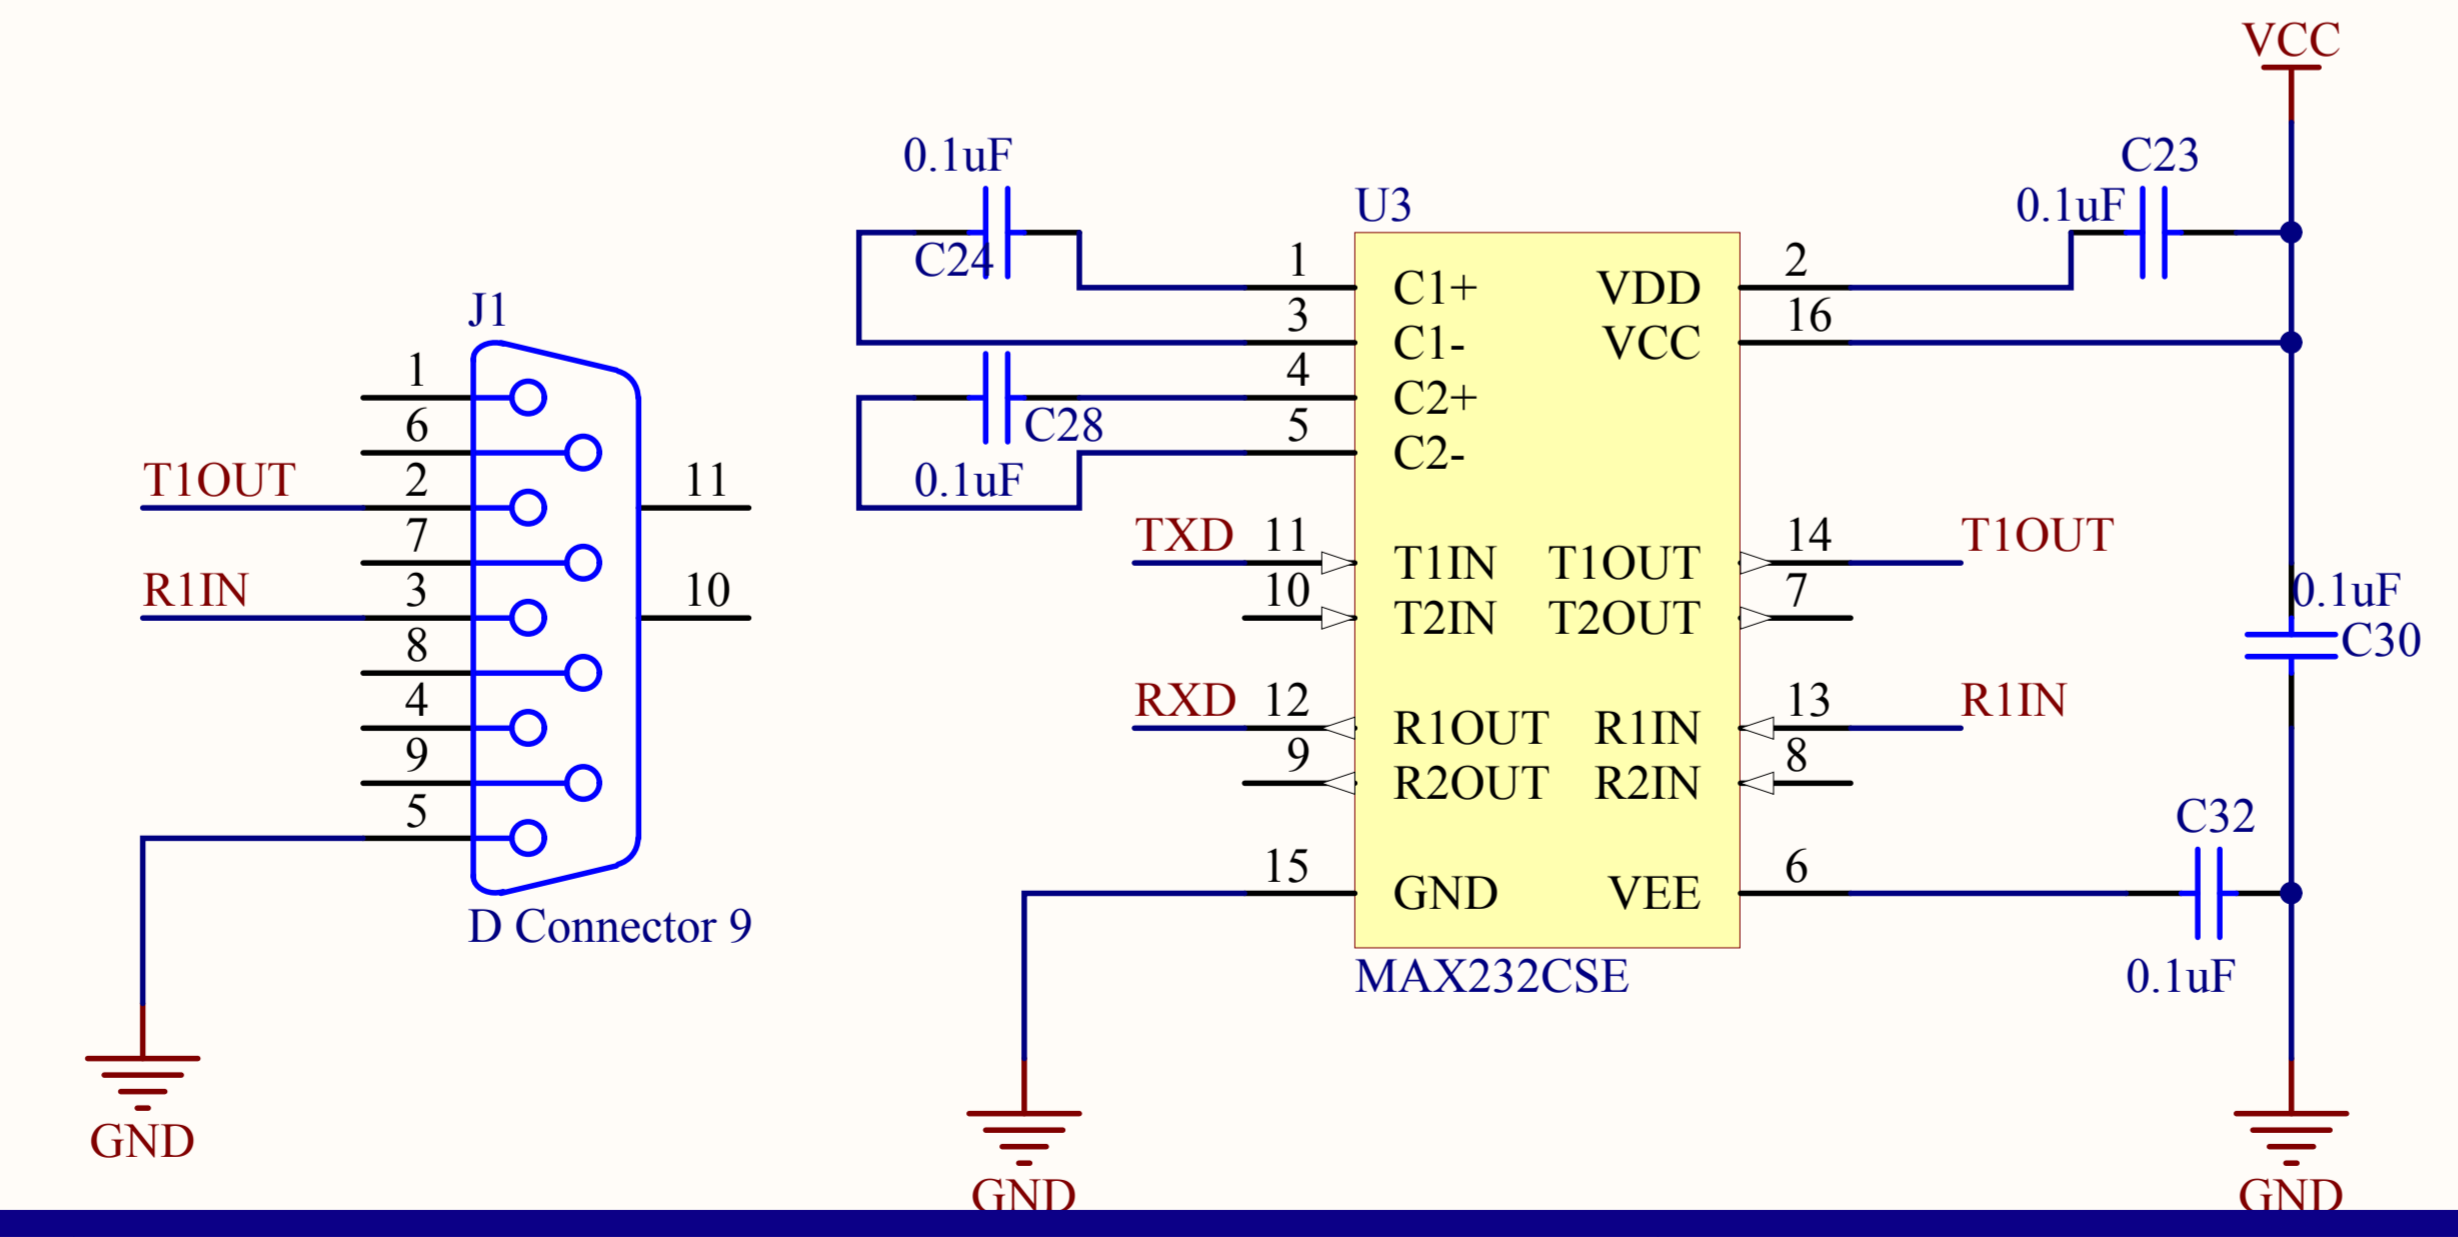 VCC
0.1uF
C23
0.1uF
U3
C24
1
C1+
VDD
2
3
C1-
VCC
16
J1
4
C2+
1
C28
5
C2-
6
0.1uF
T1OUT
2
11
7
TXD
11
T1IN
T1OUT
14
T1OUT
R1IN
3
10
10
T2IN
T2OUT
7
0.1uF
C30
8
4
RXD
12
R1OUT
R1IN
13
R1IN
9
9
R2OUT
R2IN
8
5
C32
15
GND
VEE
6
D Connector 9
MAX232CSE
0.1uF
GND
GND
GND